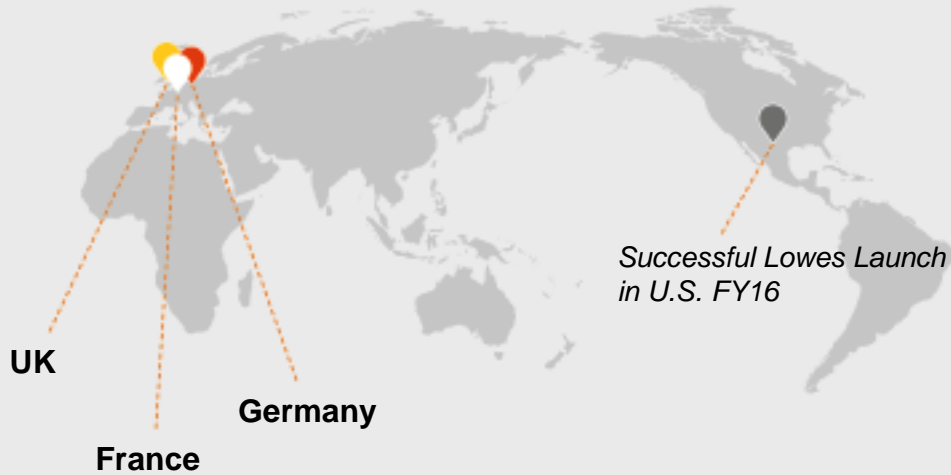 Successful Lowes Launch
in U.S. FY16
UK
Germany
France